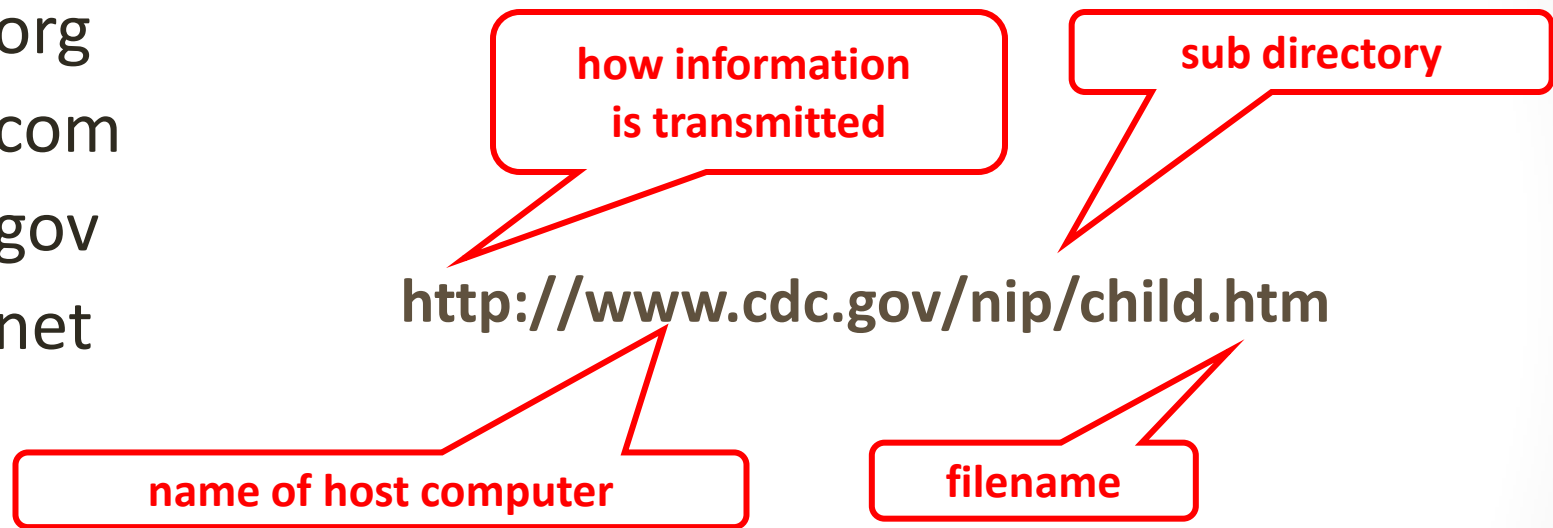 org
com
gov
net
how information
is transmitted
sub directory
http://www.cdc.gov/nip/child.htm
name of host computer
filename